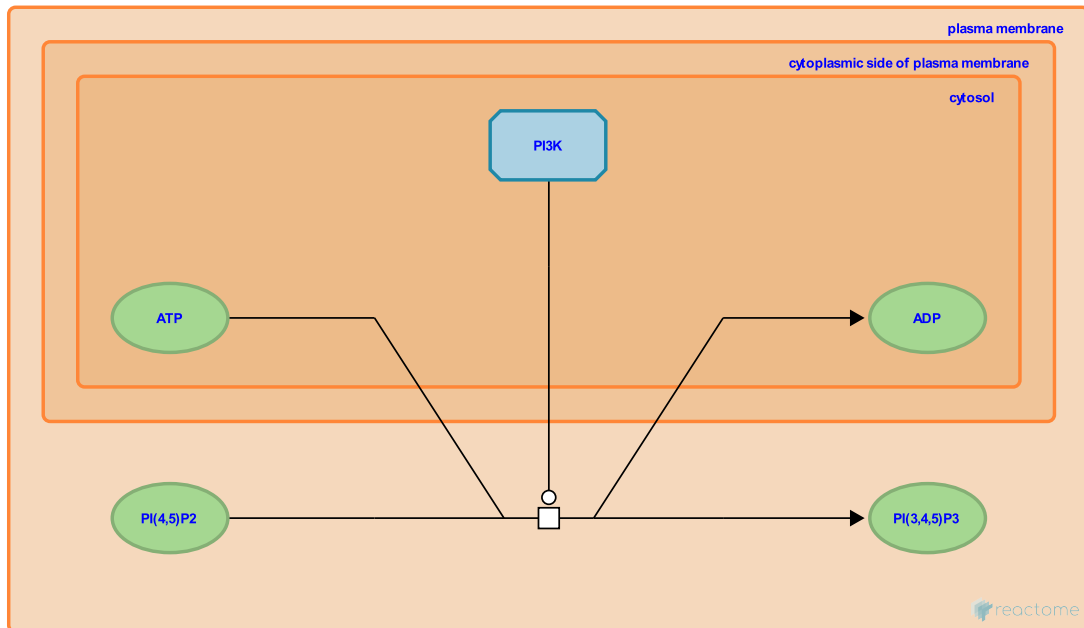 plasma membrane
cytoplasmic side of plasma membrane
cytosol
PI3K
ATP
ADP
PI(4,5)P2
PI(3,4,5)P3
reactome